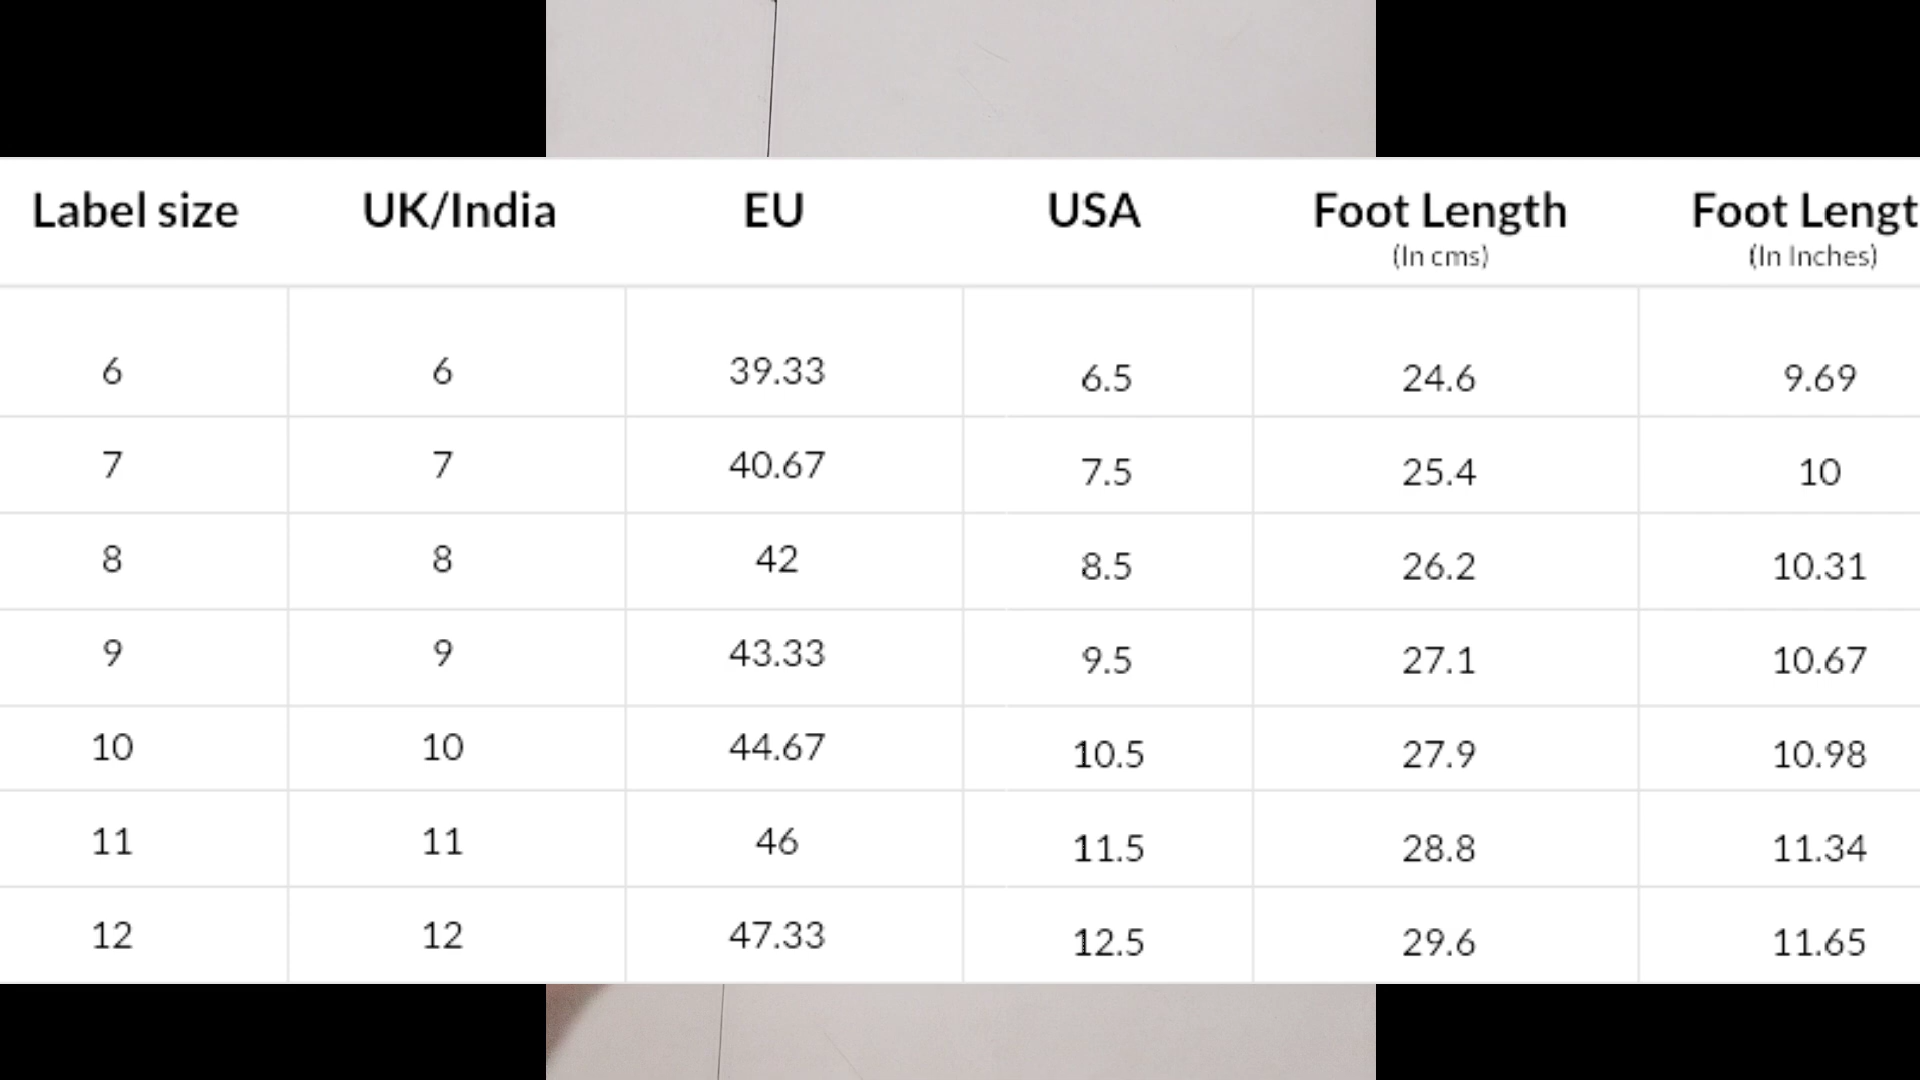 Label size UK/India EU USA Foot Length Foot Lengt
(In cms) (In Inches)
6 6 39.33 6.5 24.6 9.69
7 7 40.67 7.5 25.4 10
8 8 42 8.5 26.2 10.31
9 9 43.33 9.5 27.1 10.67
10 10 44.67 10.5 27.9 10.98
11 11 46 11.5 28.8 11.34
12 12 47.33 12.5 29.6 11.65